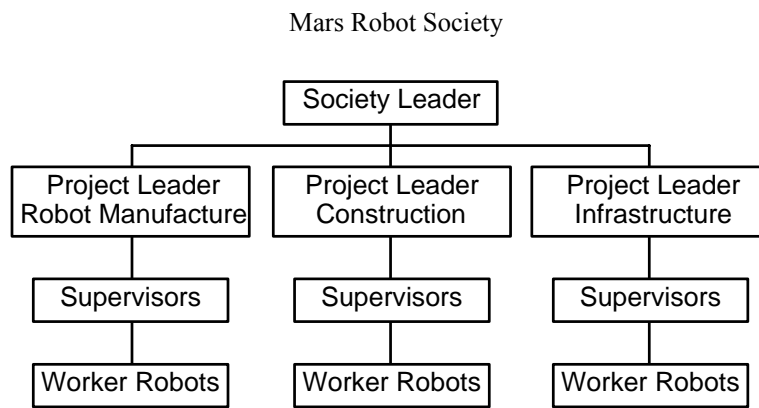 Mars Robot Society
Society Leader
Project Leader
Robot Manufacture
Project Leader
Construction
Project Leader
Infrastructure
Supervisors
Supervisors
Supervisors
Worker Robots
Worker Robots
Worker Robots